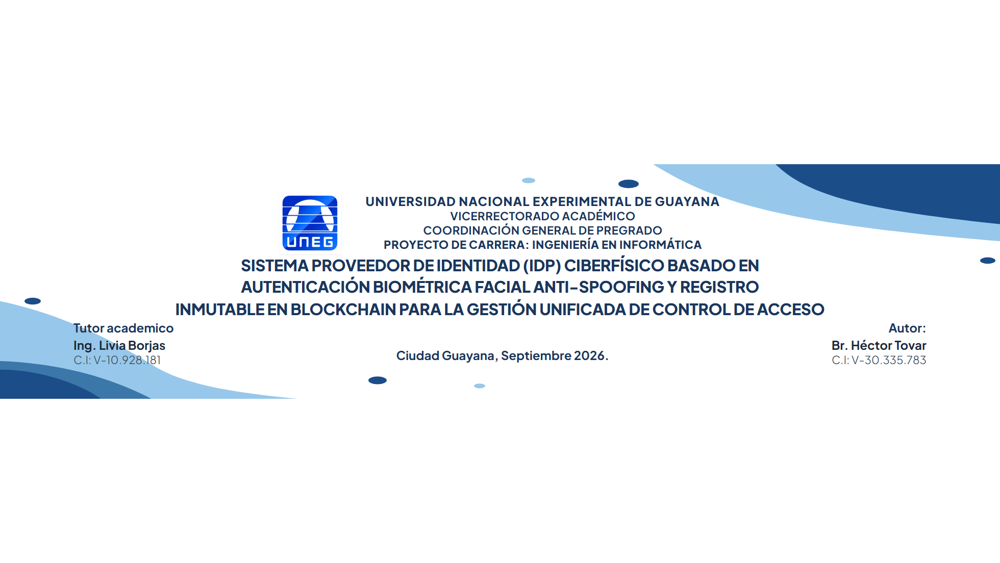 UNEG
UNIVERSIDAD NACIONAL EXPERIMENTAL DE GUAYANA
VICERRECTORADO ACADÉMICO
COORDINACIÓN GENERAL DE PREGRADO
PROYECTO DE CARRERA: INGENIERÍA EN INFORMÁTICA
SISTEMA PROVEEDOR DE IDENTIDAD (IDP) CIBERFÍSICO BASADO EN
AUTENTICACIÓN BIOMÉTRICA FACIAL ANTI-SPOOFING Y REGISTRO
INMUTABLE EN BLOCKCHAIN PARA LA GESTIÓN UNIFICADA DE CONTROL DE ACCESO
Tutor academico
Ing. Livia Borjas
C.I: V-10.928.181
Ciudad Guayana, Septiembre 2026.
Autor:
Br. Héctor Tovar
C.I: V-30.335.783